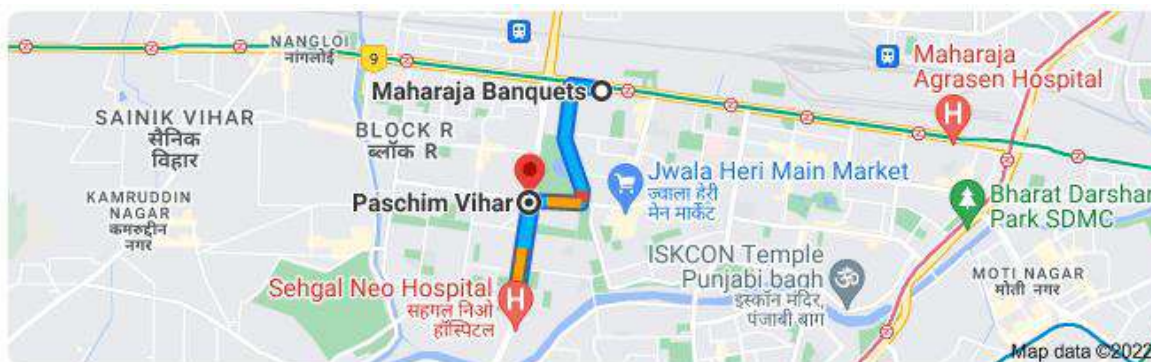 NANGLOI
नांगलोई
9
Maharaja
Agrasen Hospital
H
Maharaja Banquets
SAINIK VIHAR
सैनिक
विहार
BLOCK R
ब्लॉक R
Jwala Heri Main Market
ज्वाला हेरी
मेन मार्केट
Paschim Vihar
KAMRUDDIN
NAGAR
कमरुद्दीन
नगर
Bharat Darshan
Park SDMC
ISKCON Temple
Punjabi bagh
इस्कॉन मंदिर,
पंजाबी बाग
MOTI NAGAR
मोती नगर
Sehgal Neo Hospital
सहगल निओ
हॉस्पिटल
H
Map data ©2022